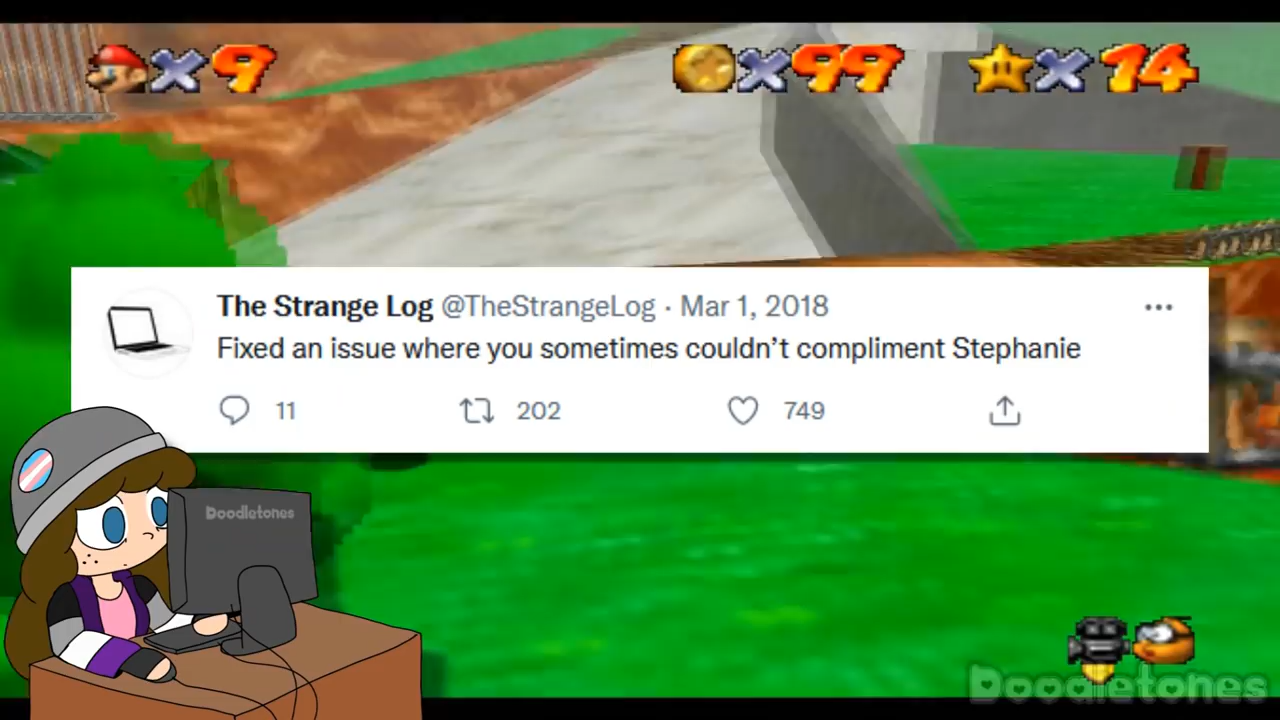 ×9
×99
×14
The Strange Log @TheStrangeLog · Mar 1, 2018
Fixed an issue where you sometimes couldn’t compliment Stephanie
11 202 749
Doodletones
Doodletones